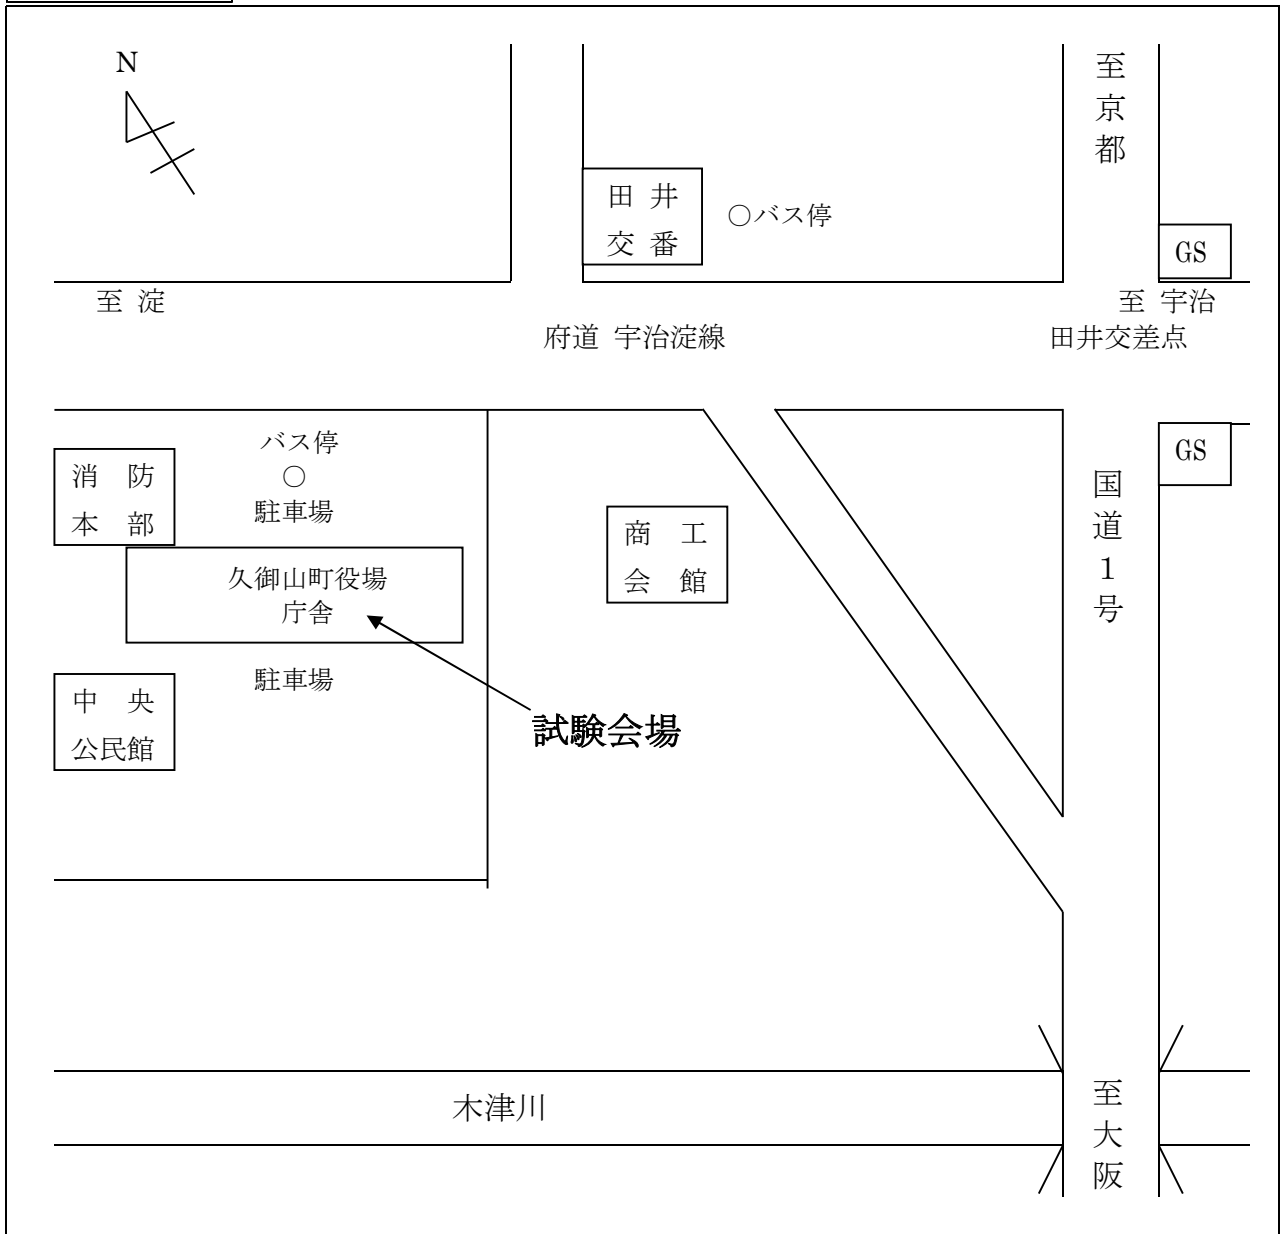 N
至京都
田 井
交 番
○バス停
GS
至 淀
至 宇治
府道 宇治淀線
田井交差点
バス停
○
駐車場
消 防
本 部
GS
国道1号
商 工
会 館
久御山町役場
庁舎
駐車場
中 央
公民館
試験会場
木津川
至大阪